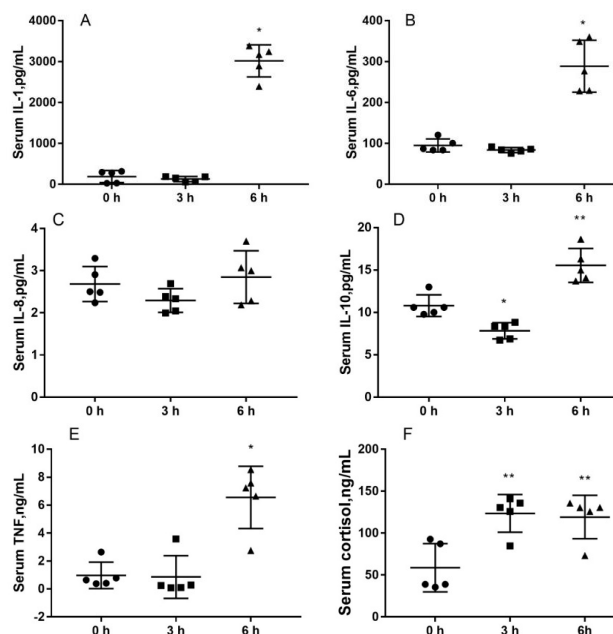 A
Serum IL-1,pg/mL
4000
3000
2000
1000
0
*
0 h 3 h 6 h
B
Serum IL-6,pg/mL
400
300
200
100
0
*
0 h 3 h 6 h
C
Serum IL-8,pg/mL
4
3
2
1
0
0 h 3 h 6 h
D
Serum IL-10,pg/mL
20
15
10
5
0
*
**
0 h 3 h 6 h
E
Serum TNF,ng/mL
10
8
6
4
2
0
-2
*
0 h 3 h 6 h
F
Serum cortisol,ng/mL
200
150
100
50
0
** **
0 h 3 h 6 h